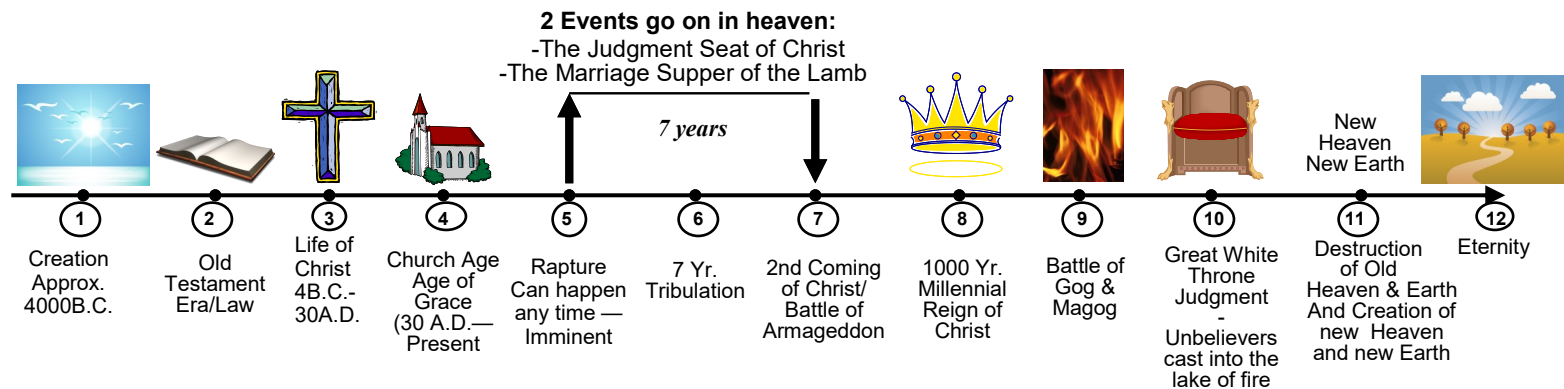 2 Events go on in heaven:
-The Judgment Seat of Christ
-The Marriage Supper of the Lamb
7 years
New
Heaven
New Earth
1
Creation
Approx.
4000B.C.
2
Old
Testament
Era/Law
3
Life of
Christ
4B.C.-
30A.D.
4
Church Age
Age of
Grace
(30 A.D.—
Present
5
Rapture
Can happen
any time —
Imminent
6
7 Yr.
Tribulation
7
2nd Coming
of Christ/
Battle of
Armageddon
8
1000 Yr.
Millennial
Reign of
Christ
9
Battle of
Gog &
Magog
10
Great White
Throne
Judgment
-
Unbelievers
cast into the
lake of fire
11
Destruction
of Old
Heaven & Earth
And Creation of
new Heaven
and new Earth
12
Eternity